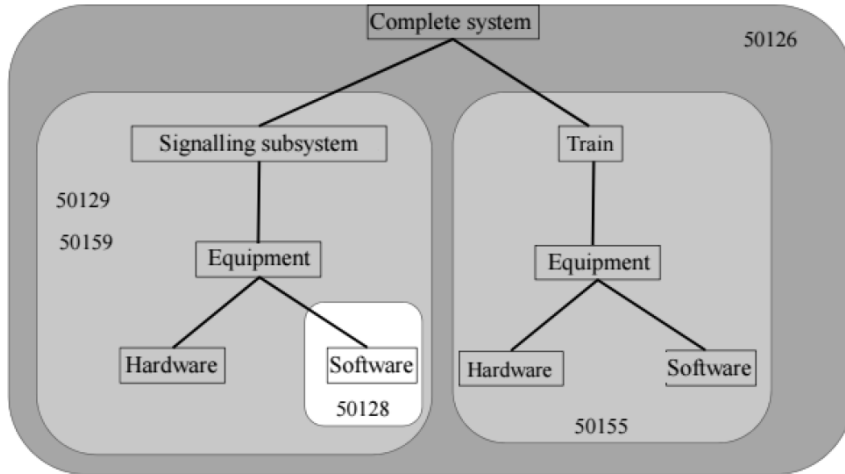 Complete system
50126
Signalling subsystem
Train
50129
50159
Equipment
Equipment
Hardware
Software
Hardware
Software
50128
50155